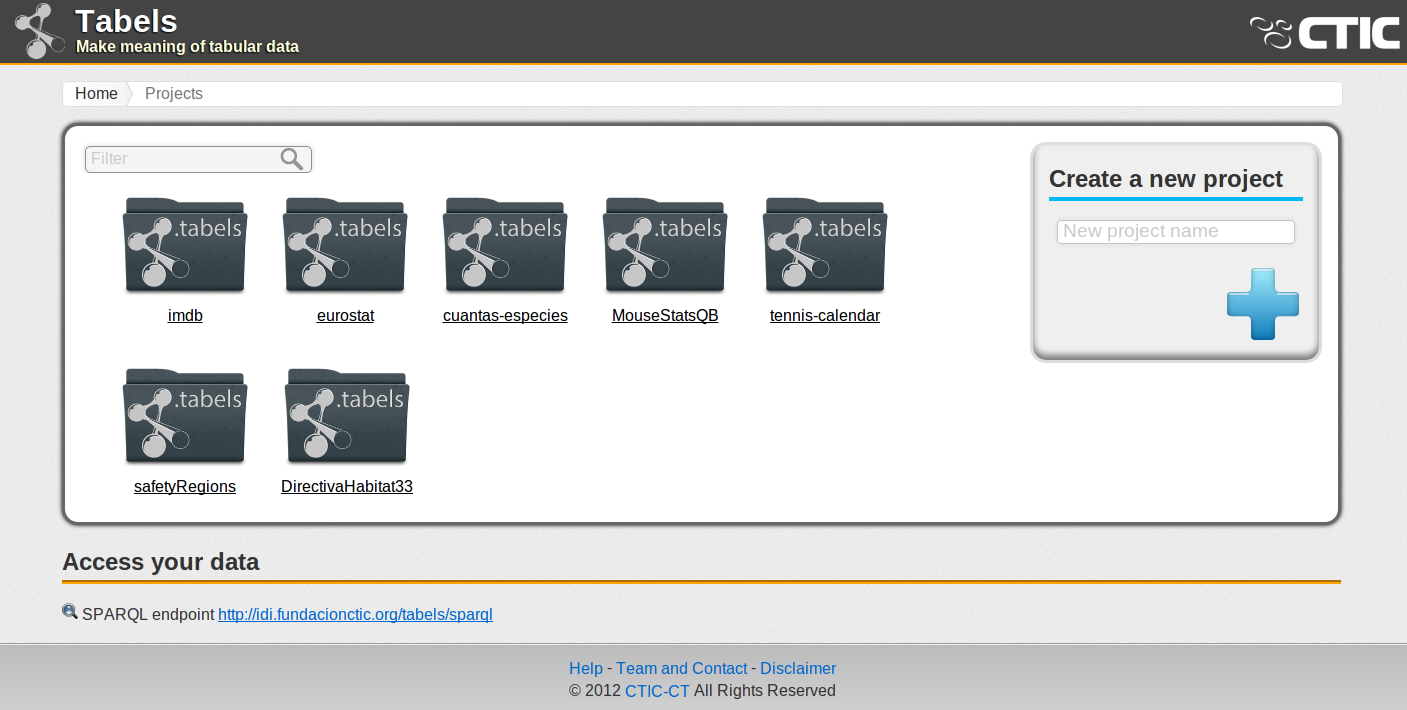 Tabels
Make meaning of tabular data
CTIC
Home Projects
Filter
Create a new project
New project name
.tabels .tabels .tabels .tabels .tabels
imdb eurostat cuantas-especies MouseStatsQB tennis-calendar
.tabels .tabels
safetyRegions DirectivaHabitat33
Access your data
SPARQL endpoint http://idi.fundacionctic.org/tabels/sparql
Help - Team and Contact - Disclaimer
© 2012 CTIC-CT All Rights Reserved